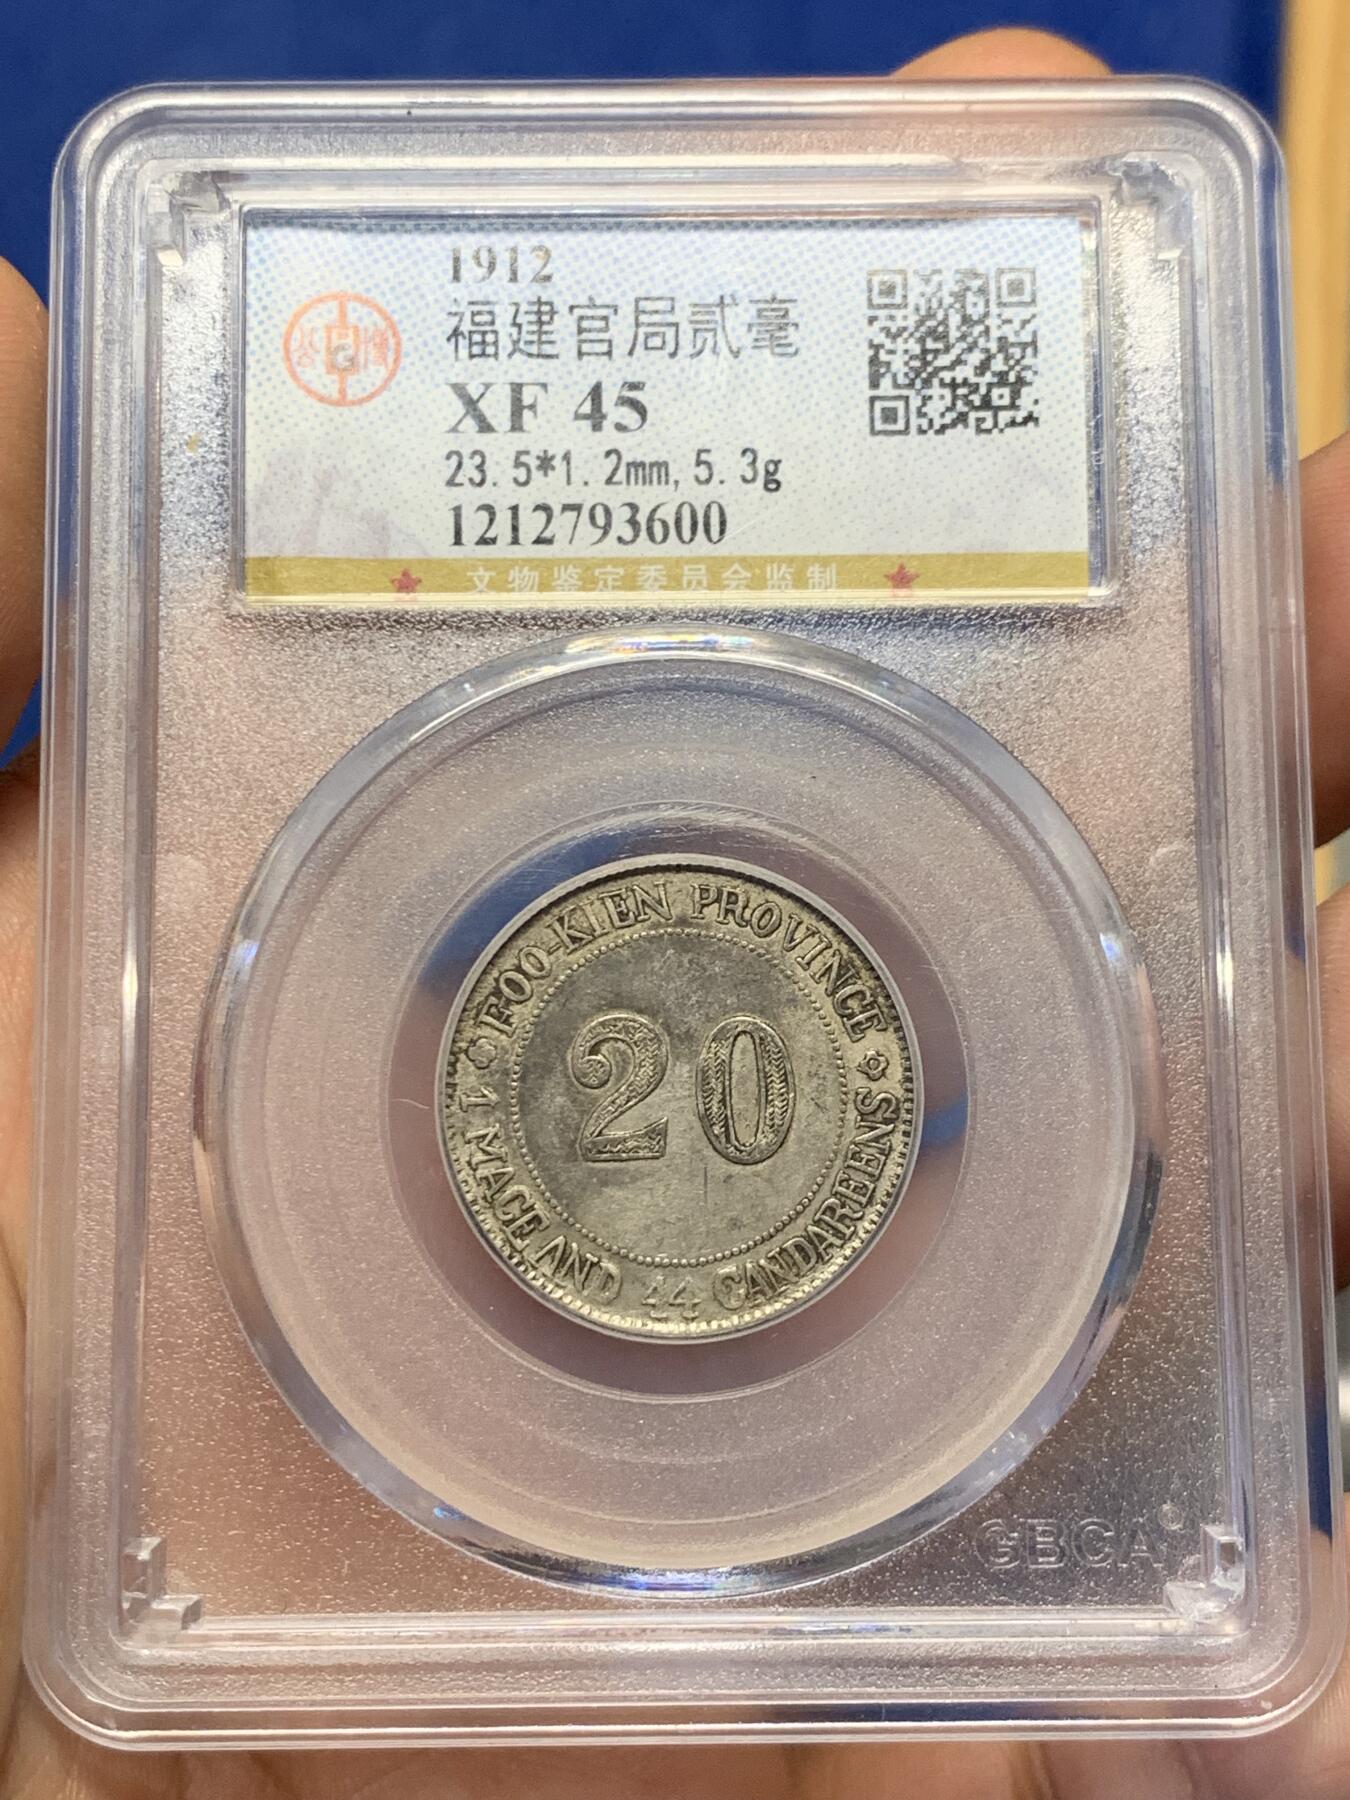 1912
福建官局贰毫
XF 45
23.5*1.2mm,5.3g
1212793600
文物鉴定委员会监制
FOO-KIEN PROVINCE
20
1 MACE AND 44 CANDAREENS
GBCA